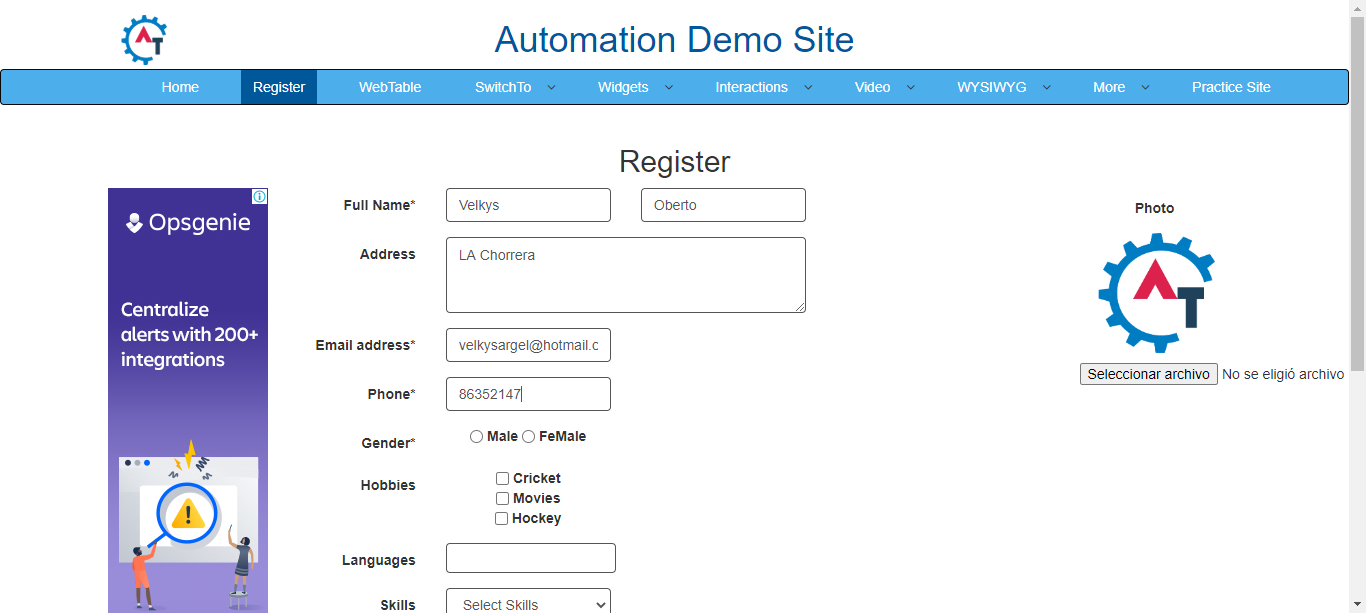 AT
Automation Demo Site
Home Register WebTable SwitchTo Widgets Interactions Video WYSIWYG More Practice Site
Register
Opsgenie
Centralize
alerts with 200+
integrations
Full Name* Velkys Oberto
Address LA Chorrera
Email address* velkysargel@hotmail.c
Phone* 86352147
Gender* Male FeMale
Hobbies Cricket
Movies
Hockey
Languages
Skills Select Skills
Photo
AT
Seleccionar archivo No se eligió archivo